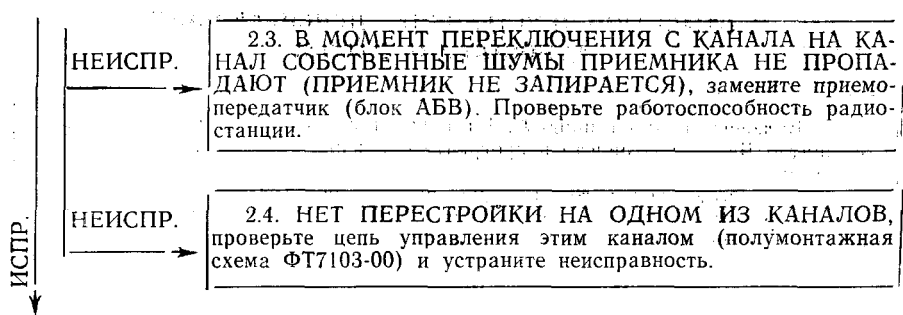 НЕИСПР.
2.3. В МОМЕНТ ПЕРЕКЛЮЧЕНИЯ С КАНАЛА НА КА-
НАЛ СОБСТВЕННЫЕ ШУМЫ ПРИЕМНИКА НЕ ПРОПА-
ДАЮТ (ПРИЕМНИК НЕ ЗАПИРАЕТСЯ), замените приемо-
передатчик (блок АБВ). Проверьте работоспособность радио-
станции.
НЕИСПР.
2.4. НЕТ ПЕРЕСТРОЙКИ НА ОДНОМ ИЗ КАНАЛОВ,
проверьте цепь управления этим каналом (полумонтажная
схема ФТ7103-00) и устраните неисправность.
ИСПР.